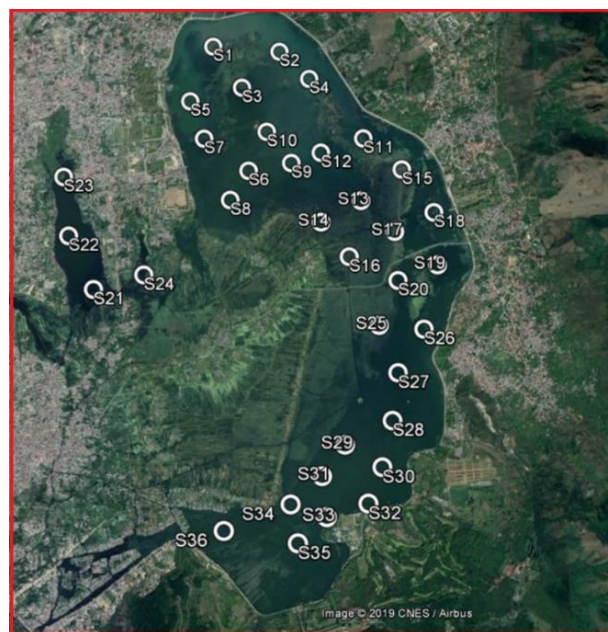 S1
S2
S3
S4
S5
S10
S7
S11
S12
S9
S6
S15
S23
S8
S13
S18
S14
S17
S22
S16
S19
S24
S20
S21
S25
S26
S27
S28
S29
S30
S31
S34
S32
S33
S36
S35
Image © 2019 CNES / Airbus